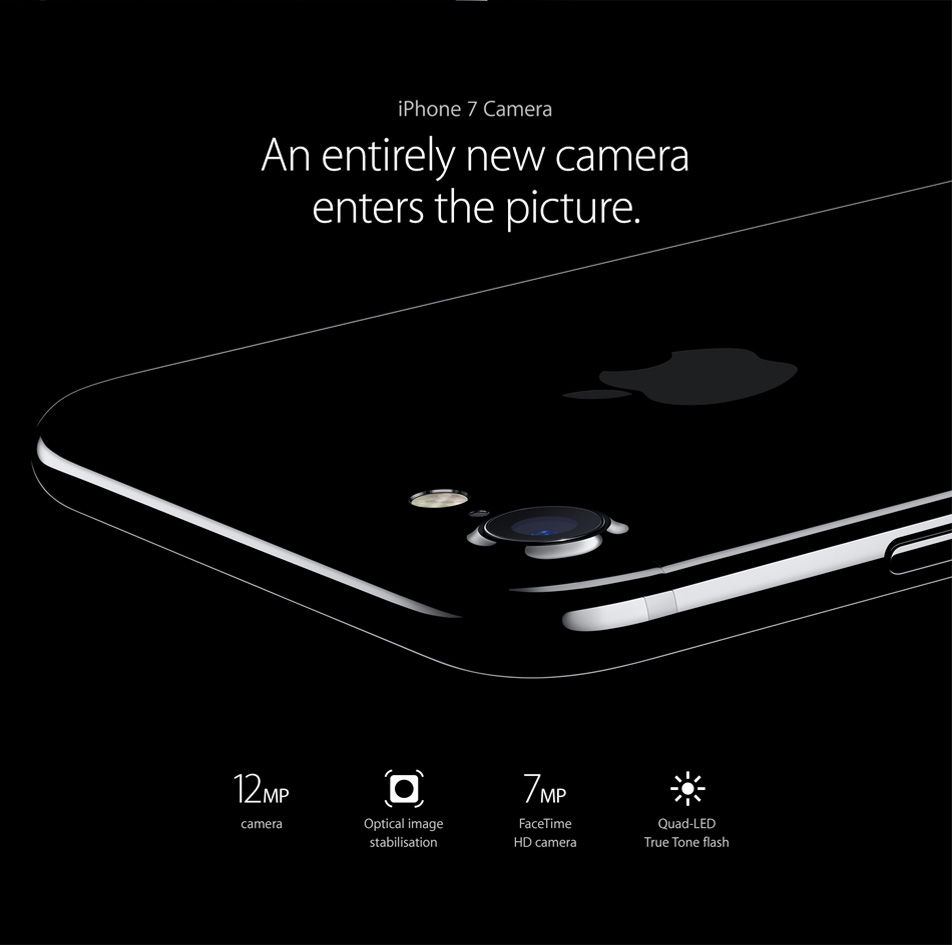 iPhone 7 Camera
An entirely new camera
enters the picture.
12MP
camera
Optical image
stabilisation
7MP
FaceTime
HD camera
Quad-LED
True Tone flash